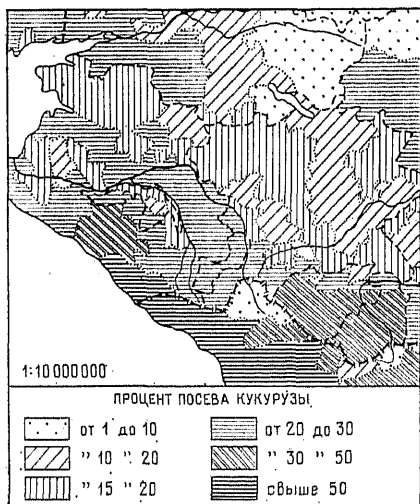 1:10 000 000
ПРОЦЕНТ ПОСЕВА КУКУРУЗЫ
от 1 до 10
" 10 " 20
" 15 " 20
от 20 до 30
" 30 " 50
свыше 50